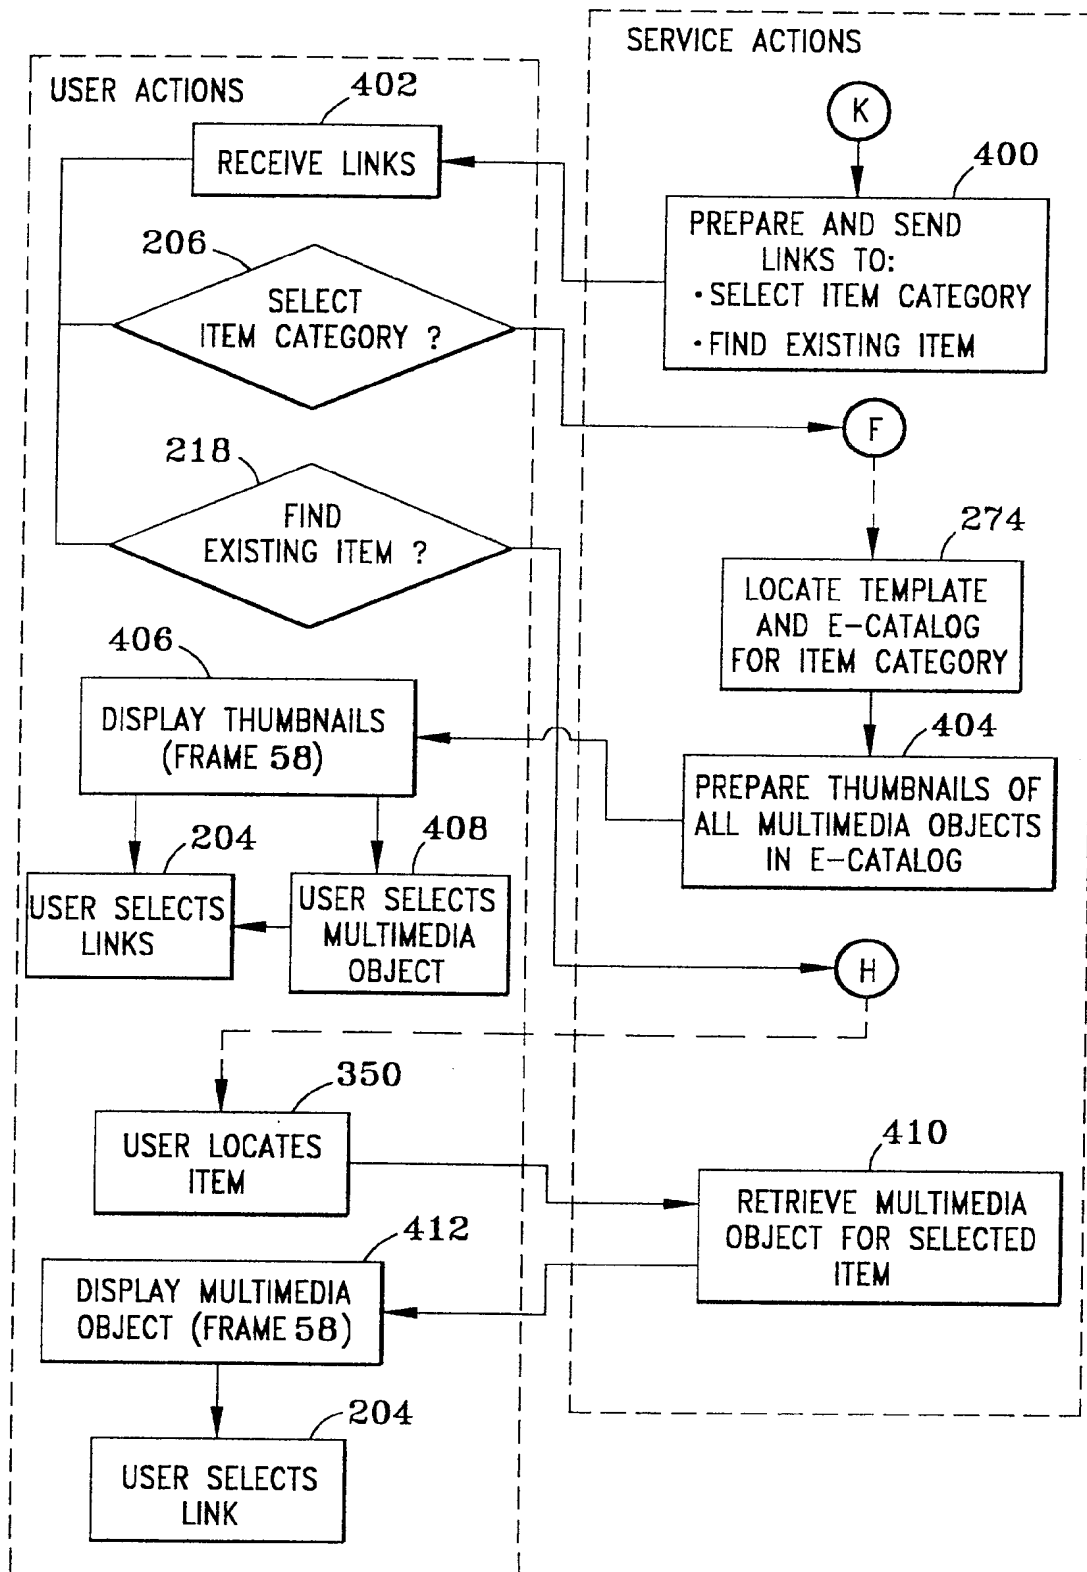 SERVICE ACTIONS
USER ACTIONS
402
K
RECEIVE LINKS
400
PREPARE AND SEND
LINKS TO:
• SELECT ITEM CATEGORY
• FIND EXISTING ITEM
206
SELECT
ITEM CATEGORY ?
F
218
FIND
EXISTING ITEM ?
274
LOCATE TEMPLATE
AND E-CATALOG
FOR ITEM CATEGORY
406
DISPLAY THUMBNAILS
(FRAME 58)
404
PREPARE THUMBNAILS OF
ALL MULTIMEDIA OBJECTS
IN E-CATALOG
204
USER SELECTS
LINKS
408
USER SELECTS
MULTIMEDIA
OBJECT
H
350
USER LOCATES
ITEM
410
RETRIEVE MULTIMEDIA
OBJECT FOR SELECTED
ITEM
412
DISPLAY MULTIMEDIA
OBJECT (FRAME 58)
204
USER SELECTS
LINK